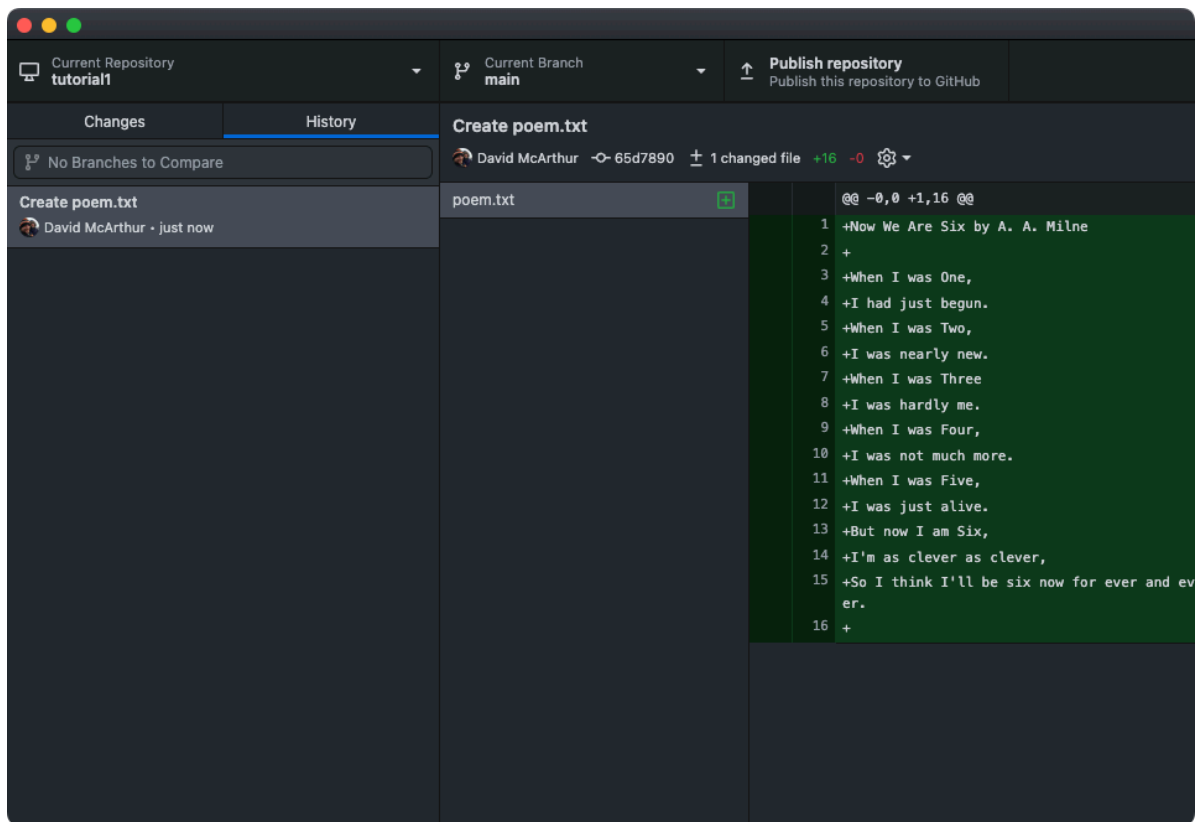 Current Repository
tutorial1
Current Branch
main
Publish repository
Publish this repository to GitHub
Changes
History
No Branches to Compare
Create poem.txt
David McArthur • just now
Create poem.txt
David McArthur 65d7890 1 changed file +16 -0
poem.txt
@@ -0,0 +1,16 @@
1 +Now We Are Six by A. A. Milne
2 +
3 +When I was One,
4 +I had just begun.
5 +When I was Two,
6 +I was nearly new.
7 +When I was Three
8 +I was hardly me.
9 +When I was Four,
10 +I was not much more.
11 +When I was Five,
12 +I was just alive.
13 +But now I am Six,
14 +I'm as clever as clever,
15 +So I think I'll be six now for ever and ev
er.
16 +